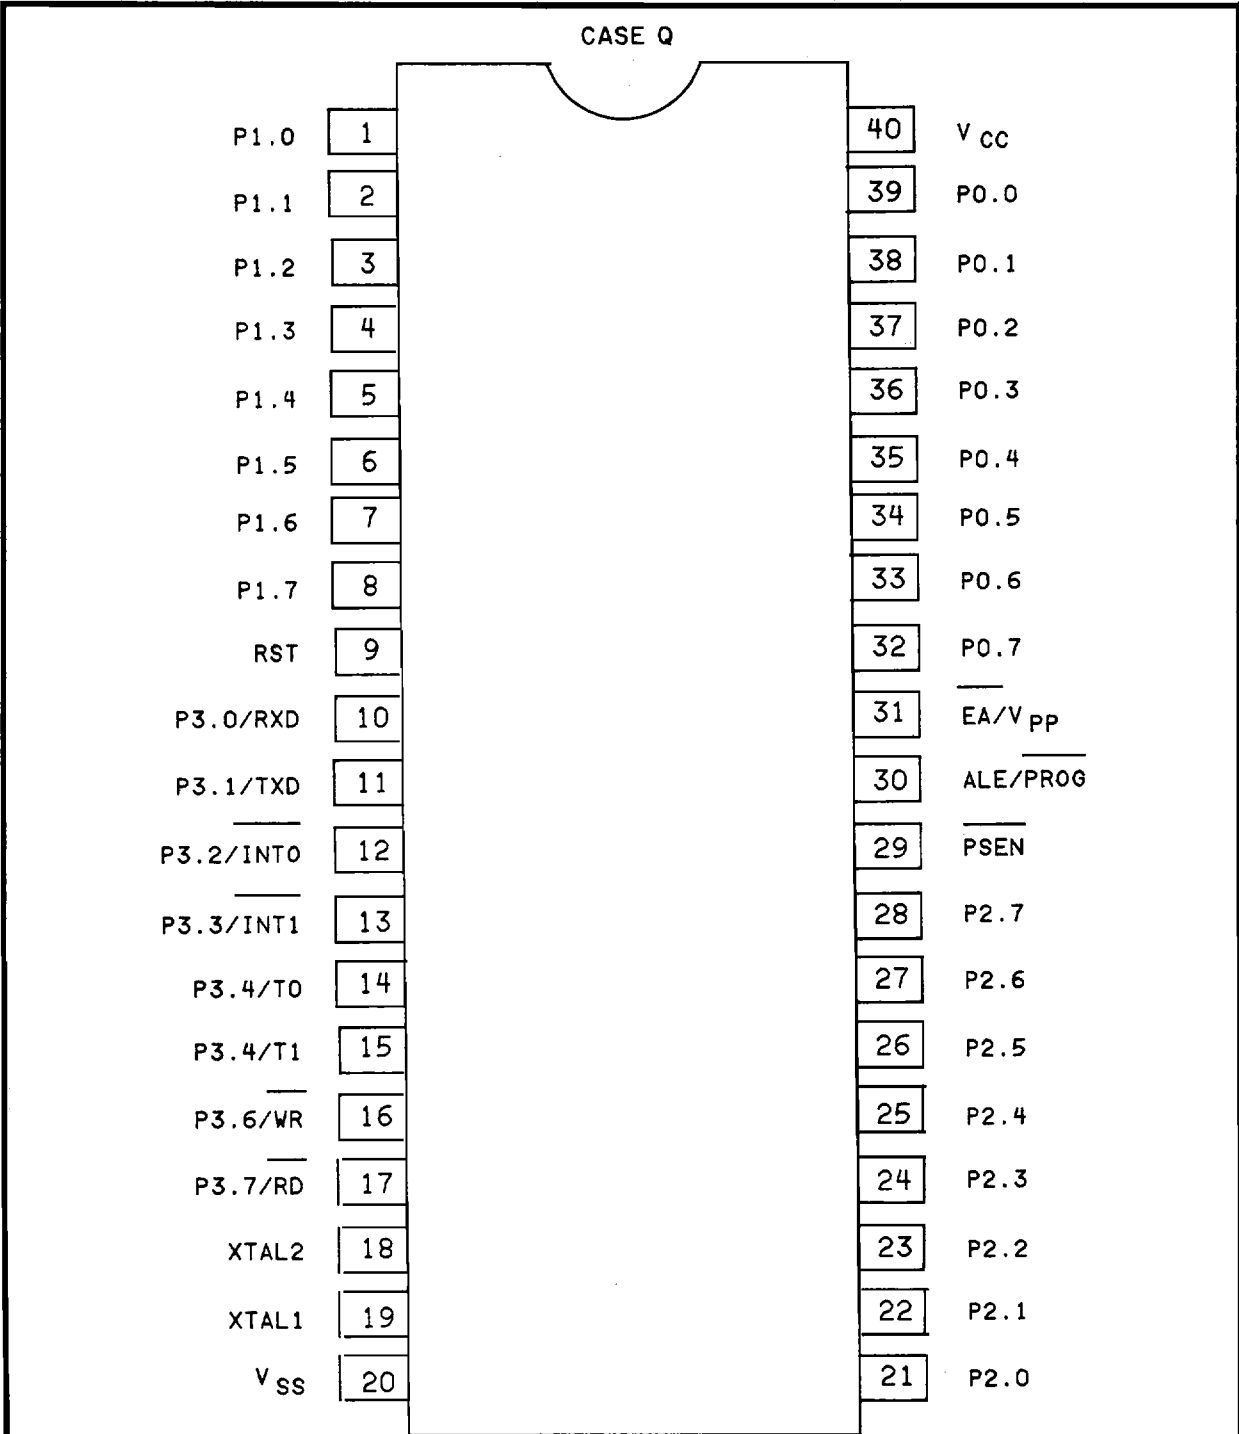 CASE Q
P1.0 1 40 VCC
P1.1 2 39 P0.0
P1.2 3 38 P0.1
P1.3 4 37 P0.2
P1.4 5 36 P0.3
P1.5 6 35 P0.4
P1.6 7 34 P0.5
P1.7 8 33 P0.6
RST 9 32 P0.7
P3.0/RXD 10 31 EA/VPP
P3.1/TXD 11 30 ALE/PROG
P3.2/INT0 12 29 PSEN
P3.3/INT1 13 28 P2.7
P3.4/T0 14 27 P2.6
P3.4/T1 15 26 P2.5
P3.6/WR 16 25 P2.4
P3.7/RD 17 24 P2.3
XTAL2 18 23 P2.2
XTAL1 19 22 P2.1
VSS 20 21 P2.0